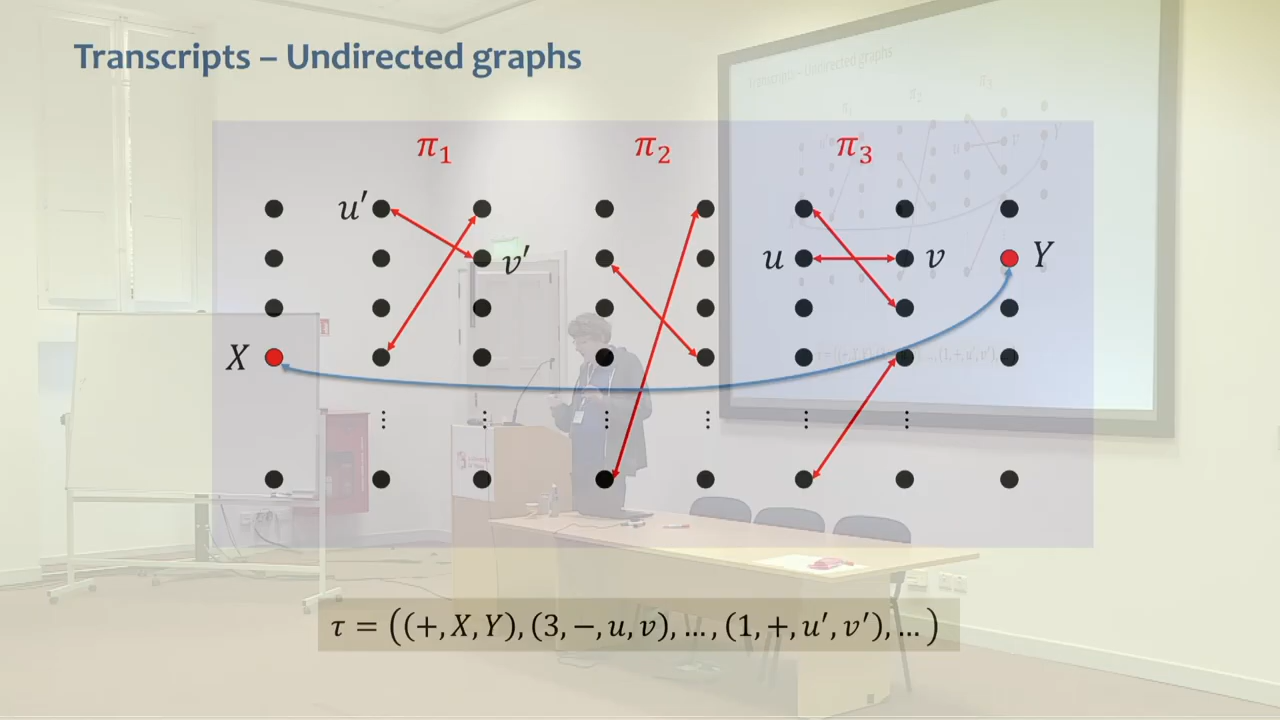 Transcripts – Undirected graphs
π₁ π₂ π₃
u′
v′
u v Y
X
τ = ((+, X, Y), (3, −, u, v), … , (1, +, u′, v′), … )